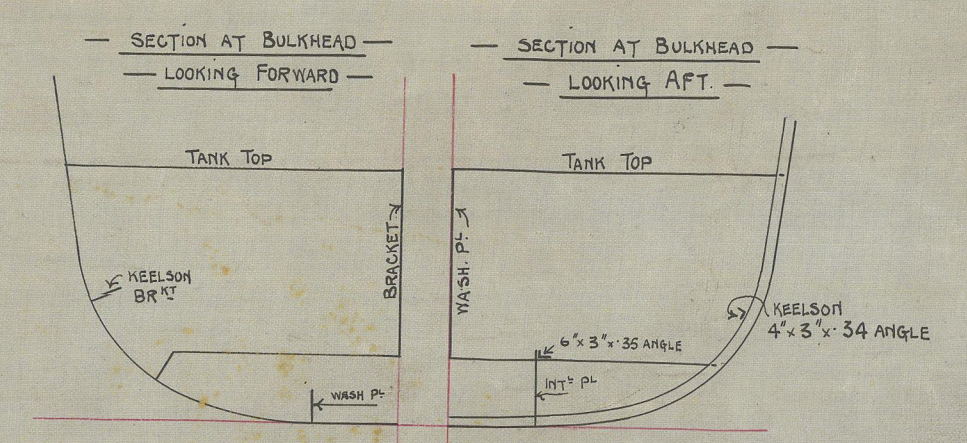 — SECTION AT BULKHEAD —
— LOOKING FORWARD —
TANK TOP
BRACKET
KEELSON
BRKT
WASH PL
— SECTION AT BULKHEAD —
— LOOKING AFT. —
TANK TOP
WASH. PL
KEELSON
4"x 3"x .34 ANGLE
6"x 3"x .35 ANGLE
INTL PL